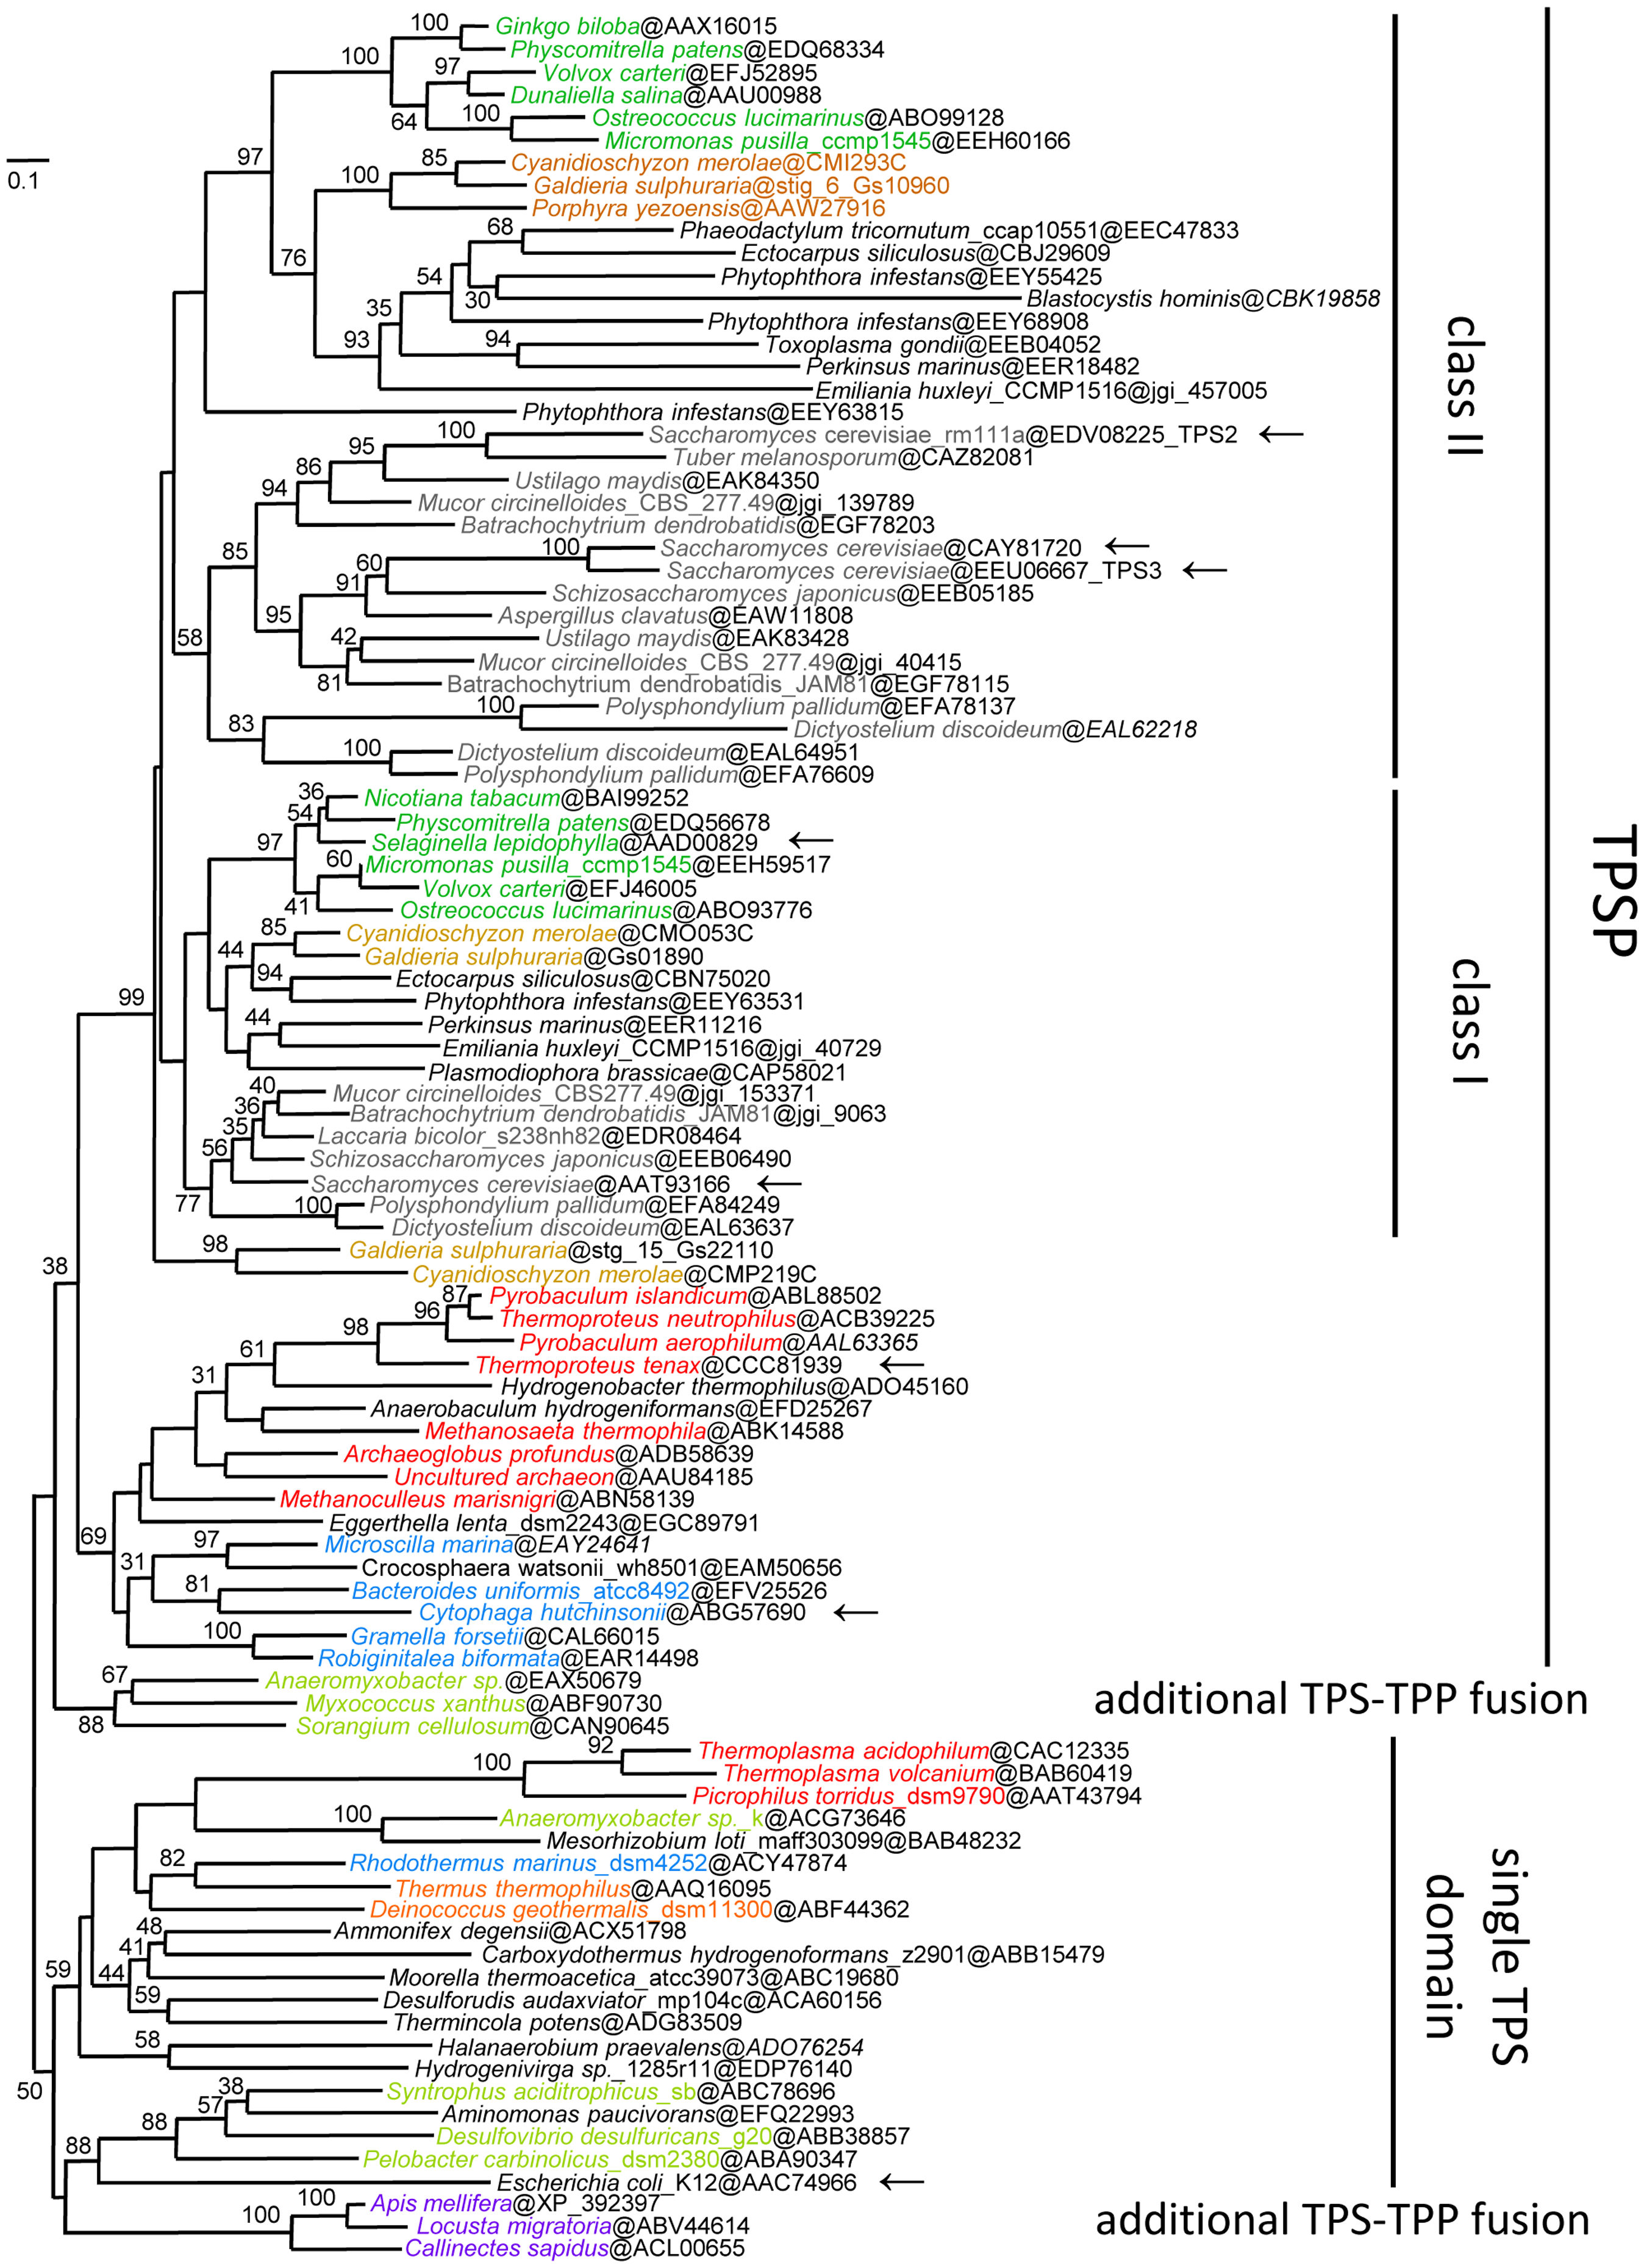 100
Ginkgo biloba@AAX16015
Physcomitrella patens@EDQ68334
100
97
Volvox carteri@EFJ52895
Dunaliella salina@AAU00988
64
100
Ostreococcus lucimarinus@ABO99128
Micromonas pusilla_ccmp1545@EEH60166
0.1
97
85
Cyanidioschyzon merolae@CMI293C
100
Galdieria sulphuraria@stig_6_Gs10960
Porphyra yezoensis@AAW27916
68
Phaeodactylum tricornutum_ccap10551@EEC47833
Ectocarpus siliculosus@CBJ29609
76
54
Phytophthora infestans@EEY55425
30
Blastocystis hominis@CBK19858
35
Phytophthora infestans@EEY68908
93
94
Toxoplasma gondii@EEB04052
Perkinsus marinus@EER18482
Emiliania huxleyi_CCMP1516@jgi_457005
Phytophthora infestans@EEY63815
class II
100
Saccharomyces cerevisiae_rm111a@EDV08225_TPS2
95
Tuber melanosporum@CAZ82081
86
Ustilago maydis@EAK84350
94
Mucor circinelloides_CBS_277.49@jgi_139789
Batrachochytrium dendrobatidis@EGF78203
85
100
Saccharomyces cerevisiae@CAY81720
60
Saccharomyces cerevisiae@EEU06667_TPS3
91
Schizosaccharomyces japonicus@EEB05185
95
Aspergillus clavatus@EAW11808
58
42
Ustilago maydis@EAK83428
Mucor circinelloides_CBS_277.49@jgi_40415
81
Batrachochytrium dendrobatidis_JAM81@EGF78115
100
Polysphondylium pallidum@EFA78137
83
Dictyostelium discoideum@EAL62218
100
Dictyostelium discoideum@EAL64951
Polysphondylium pallidum@EFA76609
TPSP
36
Nicotiana tabacum@BAI99252
54
Physcomitrella patens@EDQ56678
97
Selaginella lepidophylla@AAD00829
60
Micromonas pusilla_ccmp1545@EEH59517
Volvox carteri@EFJ46005
41
Ostreococcus lucimarinus@ABO93776
85
Cyanidioschyzon merolae@CMO053C
44
Galdieria sulphuraria@Gs01890
94
Ectocarpus siliculosus@CBN75020
99
Phytophthora infestans@EEY63531
44
Perkinsus marinus@EER11216
Emiliania huxleyi_CCMP1516@jgi_40729
Plasmodiophora brassicae@CAP58021
class I
40
Mucor circinelloides_CBS277.49@jgi_153371
36
Batrachochytrium dendrobatidis_JAM81@jgi_9063
35
Laccaria bicolor_s238nh82@EDR08464
56
Schizosaccharomyces japonicus@EEB06490
Saccharomyces cerevisiae@AAT93166
77
100
Polysphondylium pallidum@EFA84249
Dictyostelium discoideum@EAL63637
98
Galdieria sulphuraria@stg_15_Gs22110
38
Cyanidioschyzon merolae@CMP219C
87
Pyrobaculum islandicum@ABL88502
96
Thermoproteus neutrophilus@ACB39225
98
Pyrobaculum aerophilum@AAL63365
61
Thermoproteus tenax@CCC81939
31
Hydrogenobacter thermophilus@ADO45160
Anaerobaculum hydrogeniformans@EFD25267
Methanosaeta thermophila@ABK14588
Archaeoglobus profundus@ADB58639
Uncultured archaeon@AAU84185
Methanoculleus marisnigri@ABN58139
Eggerthella lenta_dsm2243@EGC89791
69
97
Microscilla marina@EAY24641
31
Crocosphaera watsonii_wh8501@EAM50656
81
Bacteroides uniformis_atcc8492@EFV25526
Cytophaga hutchinsonii@ABG57690
100
Gramella forsetii@CAL66015
Robiginitalea biformata@EAR14498
67
Anaeromyxobacter sp.@EAX50679
Myxococcus xanthus@ABF90730
additional TPS-TPP fusion
88
Sorangium cellulosum@CAN90645
92
Thermoplasma acidophilum@CAC12335
100
Thermoplasma volcanium@BAB60419
Picrophilus torridus_dsm9790@AAT43794
100
Anaeromyxobacter sp._k@ACG73646
Mesorhizobium loti_maff303099@BAB48232
82
Rhodothermus marinus_dsm4252@ACY47874
Thermus thermophilus@AAQ16095
Deinococcus geothermalis_dsm11300@ABF44362
single TPS
domain
48
Ammonifex degensii@ACX51798
41
Carboxydothermus hydrogenoformans_z2901@ABB15479
59
44
Moorella thermoacetica_atcc39073@ABC19680
59
Desulforudis audaxviator_mp104c@ACA60156
Thermincola potens@ADG83509
58
Halanaerobium praevalens@ADO76254
Hydrogenivirga sp._1285r11@EDP76140
50
38
Syntrophus aciditrophicus_sb@ABC78696
57
Aminomonas paucivorans@EFQ22993
88
Desulfovibrio desulfuricans_g20@ABB38857
88
Pelobacter carbinolicus_dsm2380@ABA90347
Escherichia coli_K12@AAC74966
100
Apis mellifera@XP_392397
100
Locusta migratoria@ABV44614
additional TPS-TPP fusion
Callinectes sapidus@ACL00655